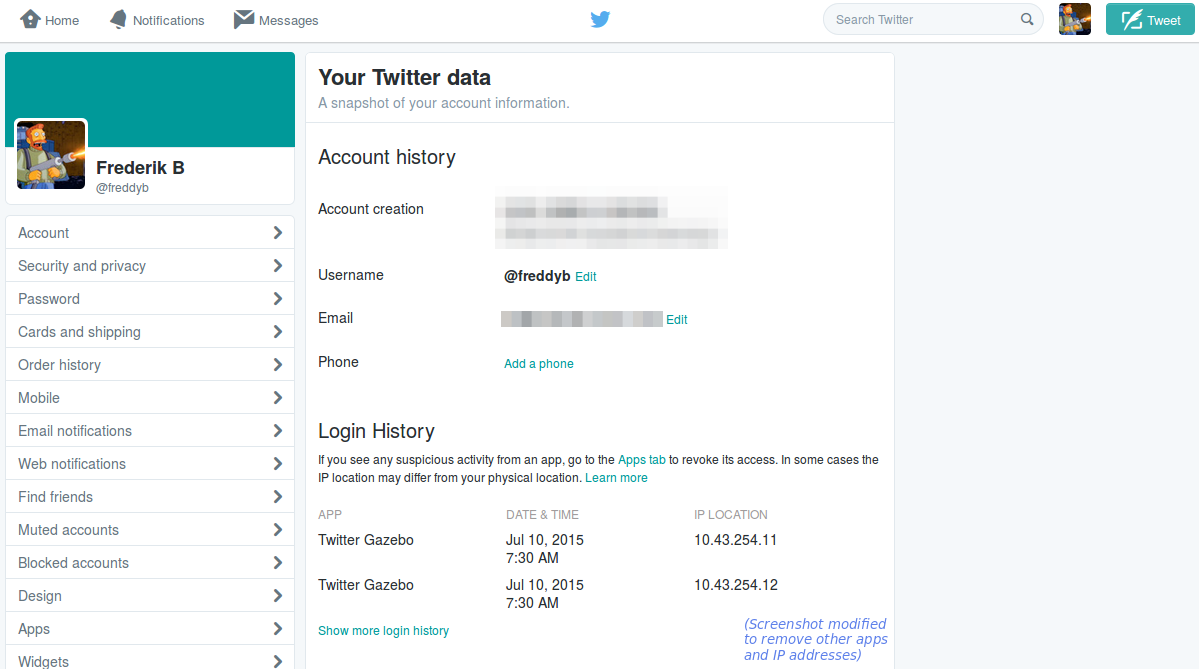 Home
Notifications
Messages
Search Twitter
Tweet
Frederik B
@freddyb
Account
Security and privacy
Password
Cards and shipping
Order history
Mobile
Email notifications
Web notifications
Find friends
Muted accounts
Blocked accounts
Design
Apps
Widgets
Your Twitter data
A snapshot of your account information.
Account history
Account creation
Username
@freddyb Edit
Email
Edit
Phone
Add a phone
Login History
If you see any suspicious activity from an app, go to the Apps tab to revoke its access. In some cases the
IP location may differ from your physical location. Learn more
APP DATE & TIME IP LOCATION
Twitter Gazebo Jul 10, 2015 10.43.254.11
7:30 AM
Twitter Gazebo Jul 10, 2015 10.43.254.12
7:30 AM
Show more login history
(Screenshot modified
to remove other apps
and IP addresses)